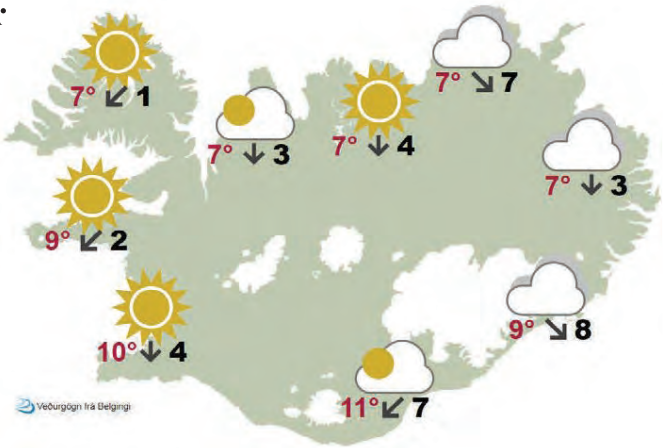 7° ↙ 1
7° ↓ 3
7° ↓ 4
7° ↘ 7
7° ↓ 3
9° ↙ 2
10° ↓ 4
9° ↘ 8
11° ↙ 7
Veðurgögn frá Belgingi